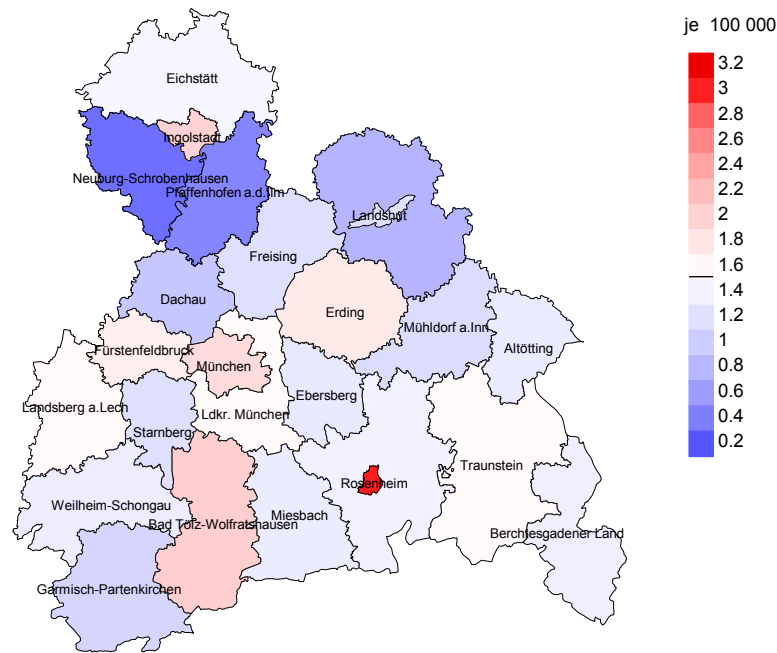 je 100 000
3.2
3
2.8
2.6
2.4
2.2
2
1.8
1.6
1.4
1.2
1
0.8
0.6
0.4
0.2
Eichstätt
Ingolstadt
Neuburg-Schrobenhausen
Pfaffenhofen a.d.Ilm
Landshut
Freising
Dachau
Erding
Mühldorf a.Inn
Altötting
Fürstenfeldbruck
München
Ebersberg
Landsberg a.Lech
Ldkr. München
Starnberg
Traunstein
Rosenheim
Weilheim-Schongau
Miesbach
Bad Tölz-Wolfratshausen
Berchtesgadener Land
Garmisch-Partenkirchen